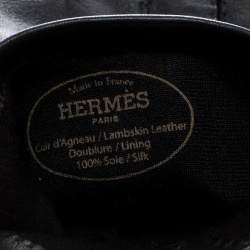 Made in France
HERMÈS
PARIS
Cuir d'Agneau / Lambskin Leather
Doublure / Lining
100% Soie / Silk